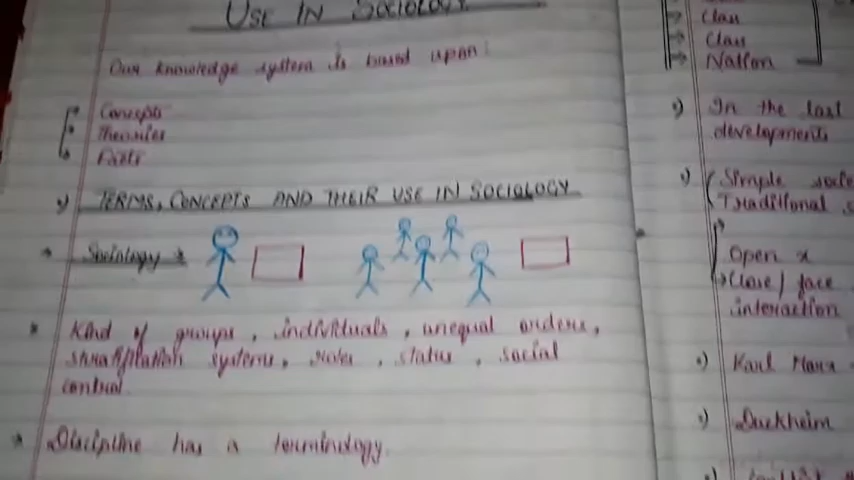 USE IN SOCIOLOGY
Our knowledge system is based upon:
Concepts
Theories
Facts
TERMS, CONCEPTS AND THEIR USE IN SOCIOLOGY
Sociology
Kind of groups, individuals, unequal orders,
stratification systems, roles, status, social
control.
Discipline has a terminology.
Clan
Clan
Nation
In the last
developments
Simple
Traditional
Open x
Close / face
interaction
Karl Marx
Durkheim